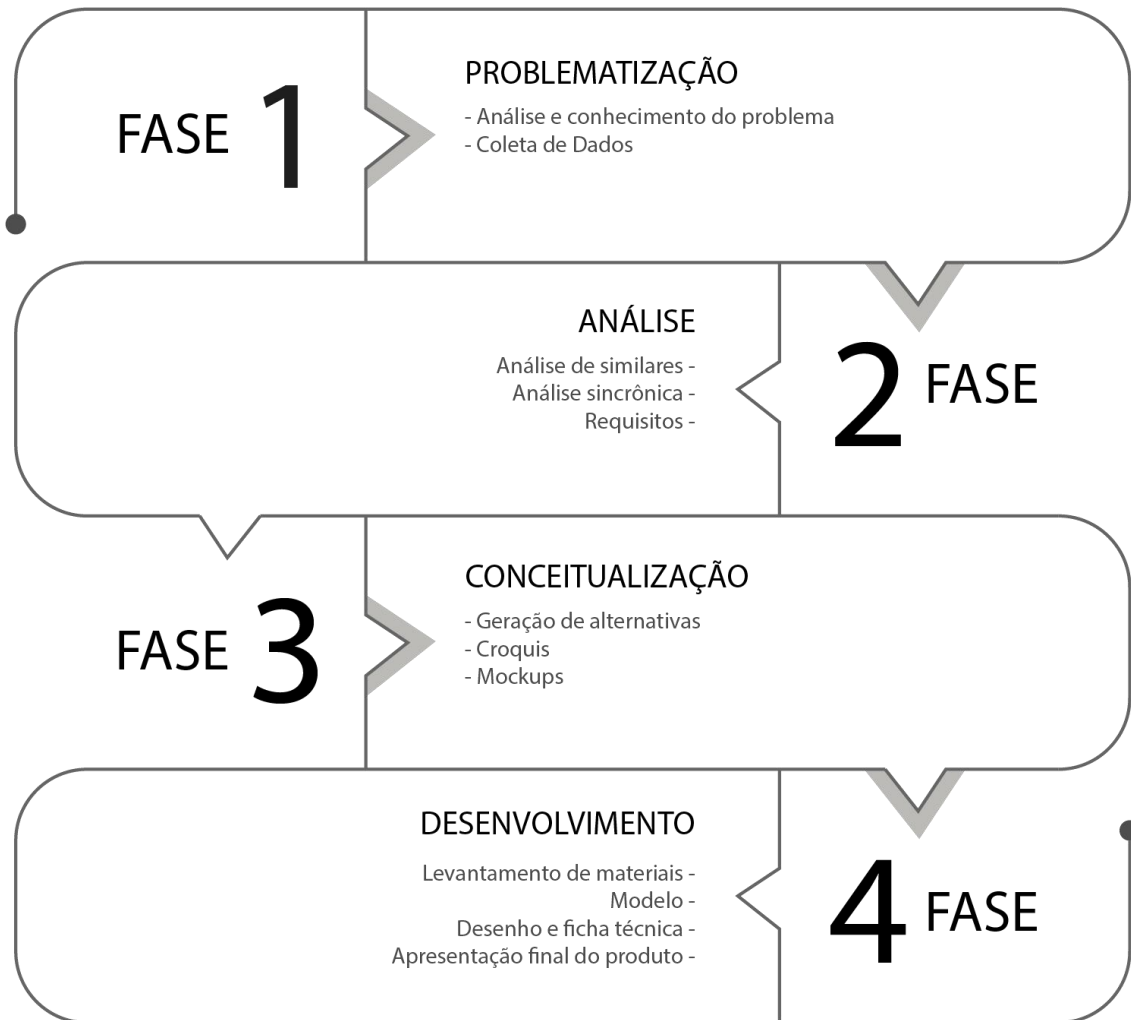 FASE 1
PROBLEMATIZAÇÃO
- Análise e conhecimento do problema
- Coleta de Dados
ANÁLISE
Análise de similares -
Análise sincrônica -
Requisitos -
2 FASE
FASE 3
CONCEITUALIZAÇÃO
- Geração de alternativas
- Croquis
- Mockups
DESENVOLVIMENTO
Levantamento de materiais -
Modelo -
Desenho e ficha técnica -
Apresentação final do produto -
4 FASE